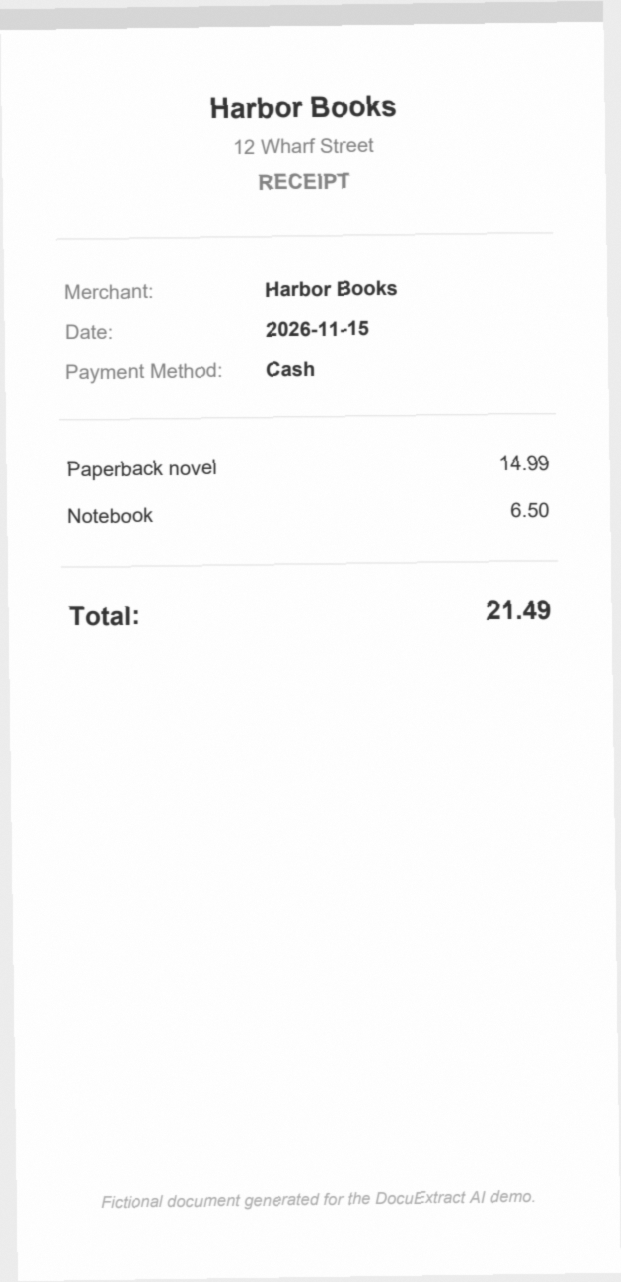 Harbor Books
12 Wharf Street
RECEIPT
Merchant: Harbor Books
Date: 2026-11-15
Payment Method: Cash
Paperback novel 14.99
Notebook 6.50
Total: 21.49
Fictional document generated for the DocuExtract AI demo.